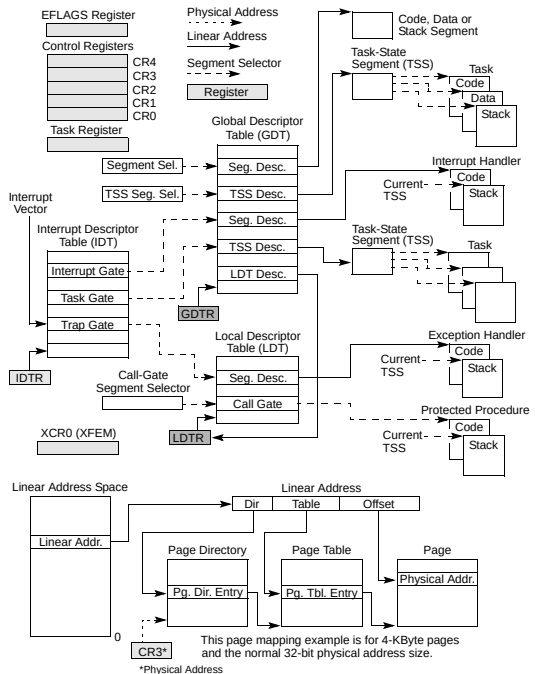 EFLAGS Register
Control Registers
CR4
CR3
CR2
CR1
CR0
Task Register
Physical Address
Linear Address
Segment Selector
Register
Code, Data or
Stack Segment
Task-State
Segment (TSS)
Task
Code
Data
Stack
Global Descriptor
Table (GDT)
Segment Sel.
Seg. Desc.
TSS Seg. Sel.
TSS Desc.
Seg. Desc.
TSS Desc.
LDT Desc.
GDTR
Interrupt Handler
Code
Current
TSS
Stack
Interrupt
Vector
Interrupt Descriptor
Table (IDT)
Interrupt Gate
Task Gate
Trap Gate
IDTR
Task-State
Segment (TSS)
Task
Code
Data
Stack
Local Descriptor
Table (LDT)
Call-Gate
Segment Selector
Seg. Desc.
Call Gate
LDTR
Exception Handler
Code
Current
TSS
Stack
Protected Procedure
Code
Current
TSS
Stack
XCR0 (XFEM)
Linear Address Space
Linear Addr.
0
Linear Address
Dir
Table
Offset
Page Directory
Pg. Dir. Entry
Page Table
Pg. Tbl. Entry
Page
Physical Addr.
CR3*
*Physical Address
This page mapping example is for 4-KByte pages
and the normal 32-bit physical address size.